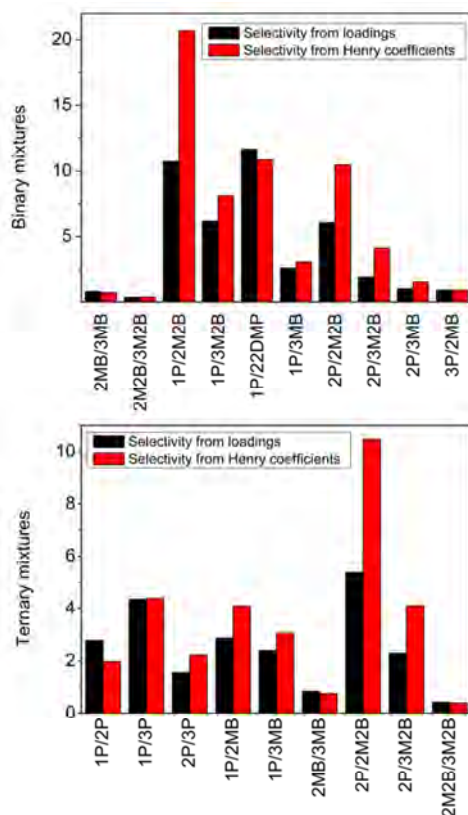 Binary mixtures
20
15
10
5
Selectivity from loadings
Selectivity from Henry coefficients
2MB/3MB
2M2B/3M2B
1P/2M2B
1P/3M2B
1P/22DMP
1P/3MB
2P/2M2B
2P/3M2B
2P/3MB
3P/2MB
Ternary mixtures
10
8
6
4
2
0
Selectivity from loadings
Selectivity from Henry coefficients
1P/2P
1P/3P
2P/3P
1P/2MB
1P/3MB
2MB/3MB
2P/2M2B
2P/3M2B
2M2B/3M2B